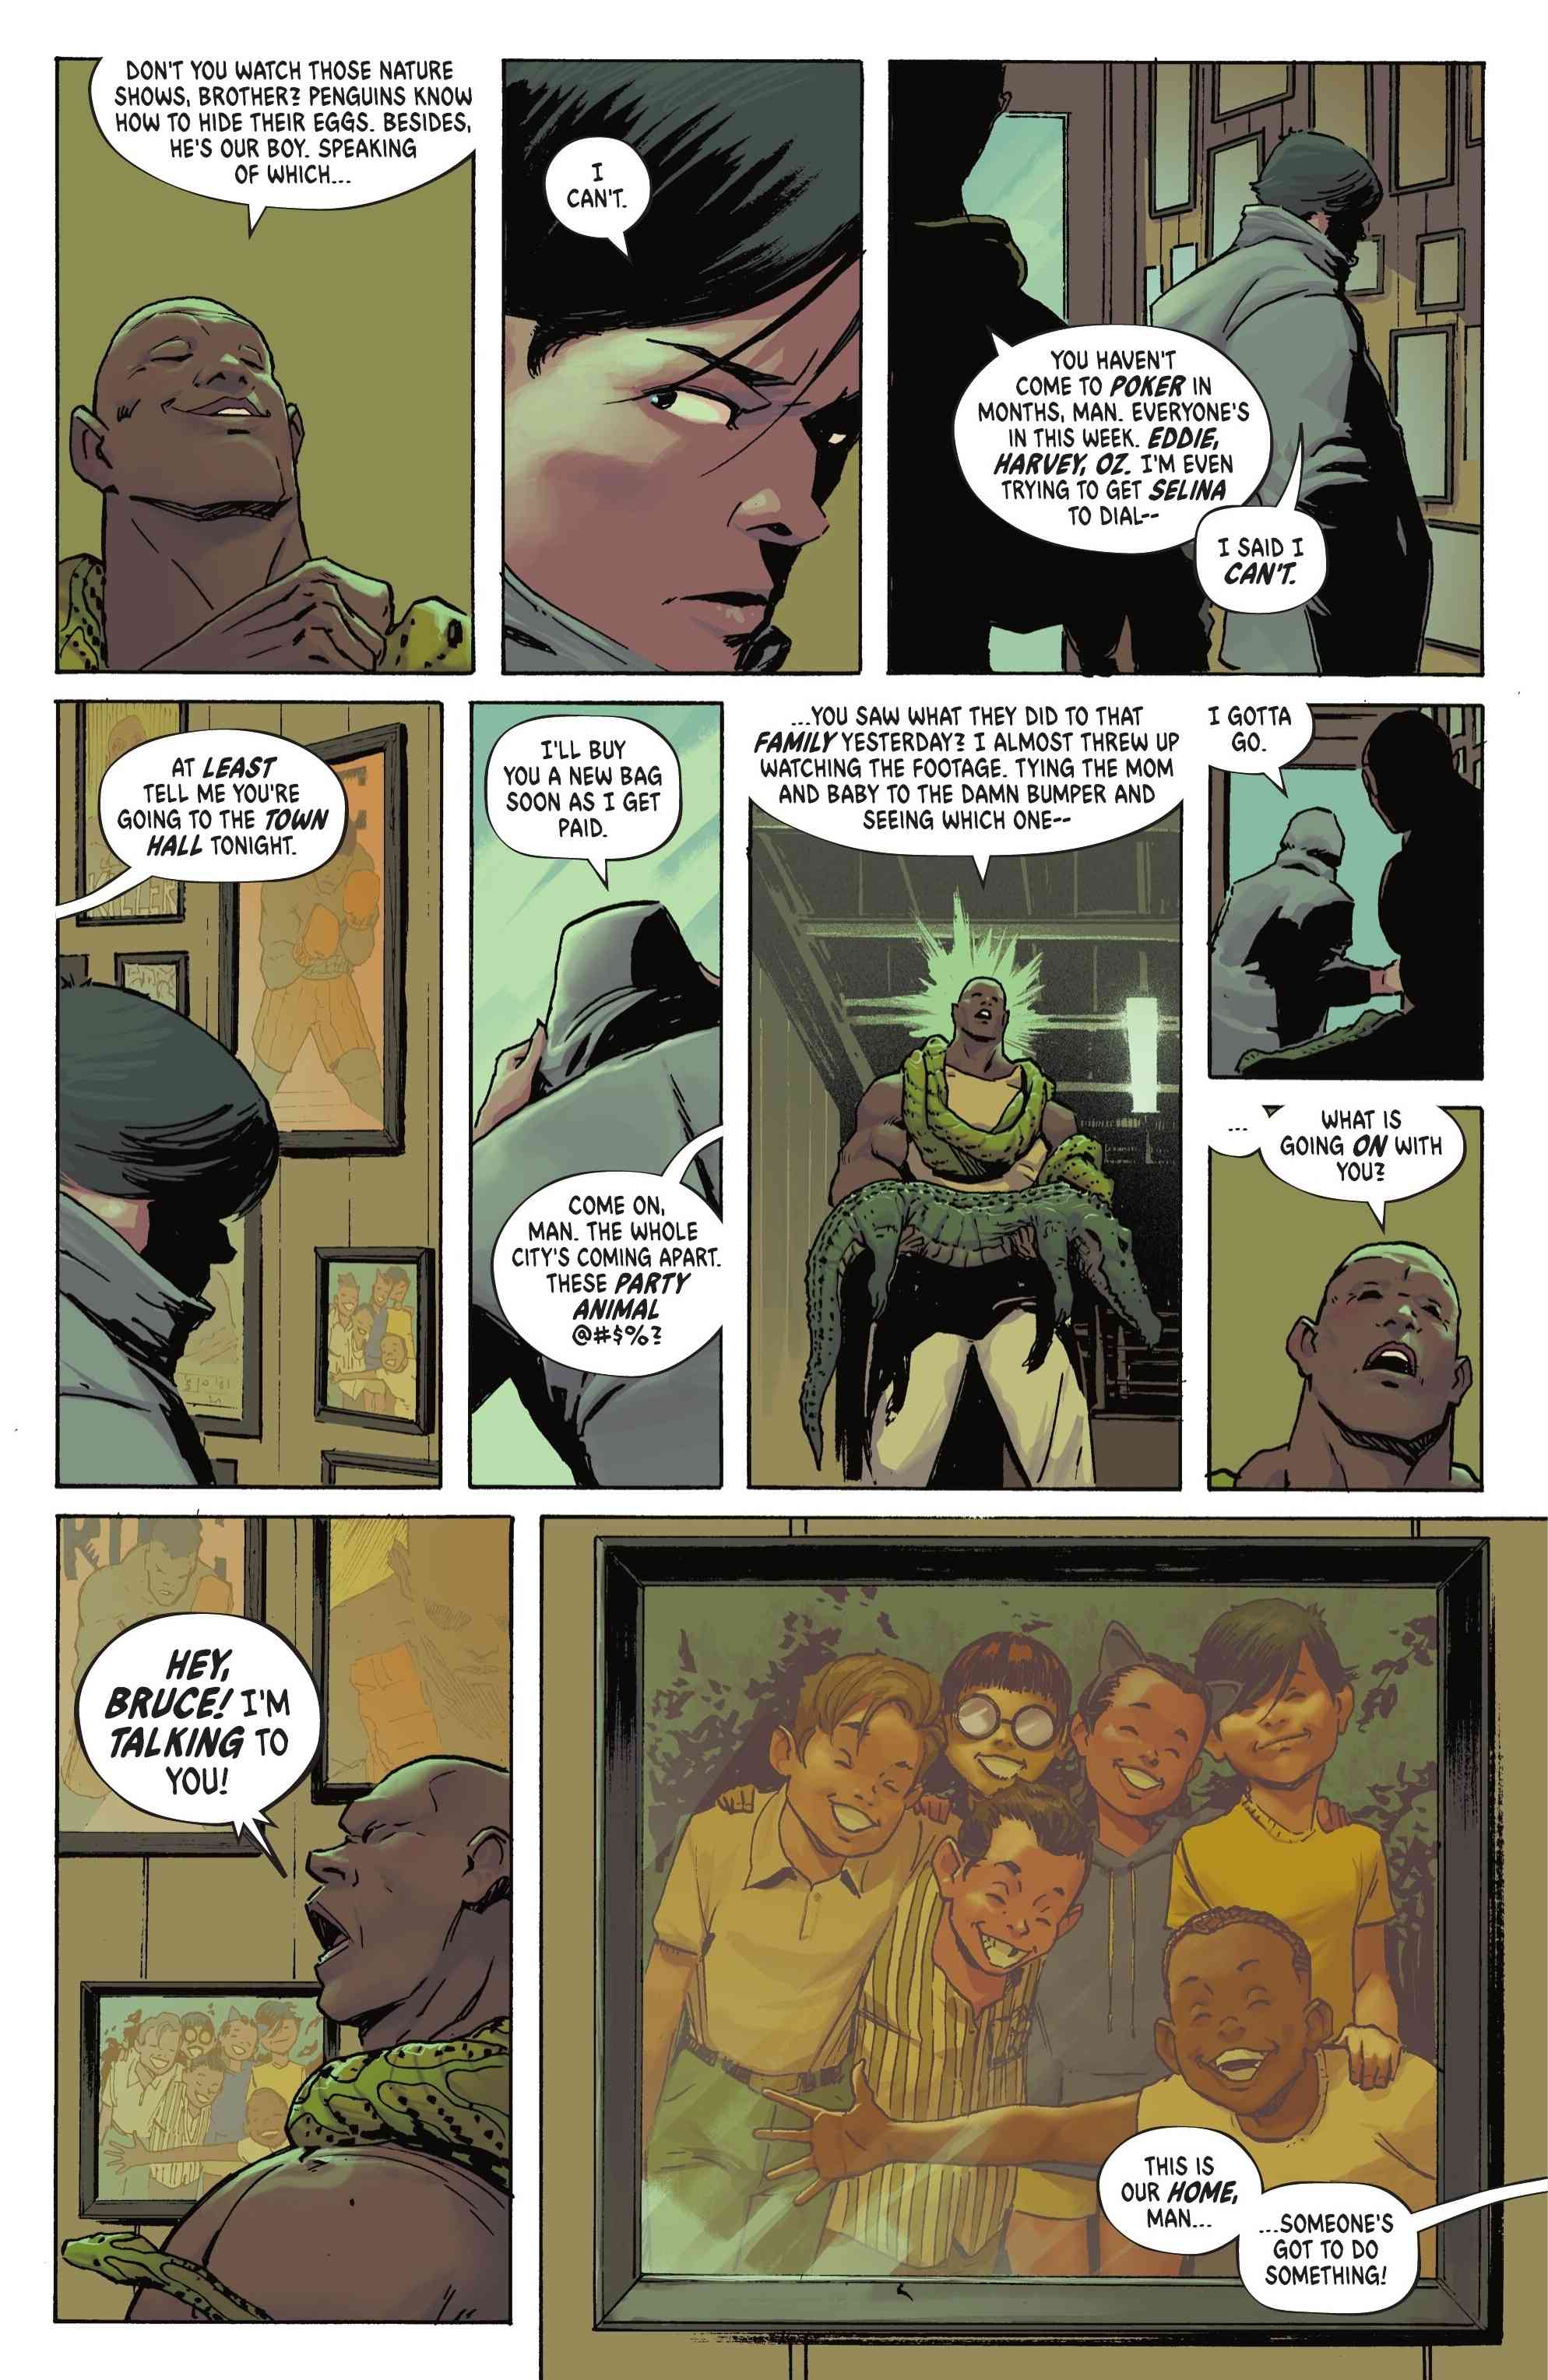 DON'T YOU WATCH THOSE NATURE
SHOWS, BROTHER? PENGUINS KNOW
HOW TO HIDE THEIR EGGS. BESIDES,
HE'S OUR BOY. SPEAKING
OF WHICH...
I
CAN'T.
YOU HAVEN'T
COME TO POKER IN
MONTHS, MAN. EVERYONE'S
IN THIS WEEK. EDDIE,
HARVEY, OZ. I'M EVEN
TRYING TO GET SELINA
TO DIAL--
I SAID I
CAN'T.
AT LEAST
TELL ME YOU'RE
GOING TO THE TOWN
HALL TONIGHT.
KILLER
I'LL BUY
YOU A NEW BAG
SOON AS I GET
PAID.
COME ON,
MAN. THE WHOLE
CITY'S COMING APART.
THESE PARTY
ANIMAL
@#$%?
...YOU SAW WHAT THEY DID TO THAT
FAMILY YESTERDAY? I ALMOST THREW UP
WATCHING THE FOOTAGE. TYING THE MOM
AND BABY TO THE DAMN BUMPER AND
SEEING WHICH ONE--
I GOTTA
GO.
...
WHAT IS
GOING ON WITH
YOU?
HEY,
BRUCE! I'M
TALKING TO
YOU!
THIS IS
OUR HOME,
MAN...
...SOMEONE'S
GOT TO DO
SOMETHING!